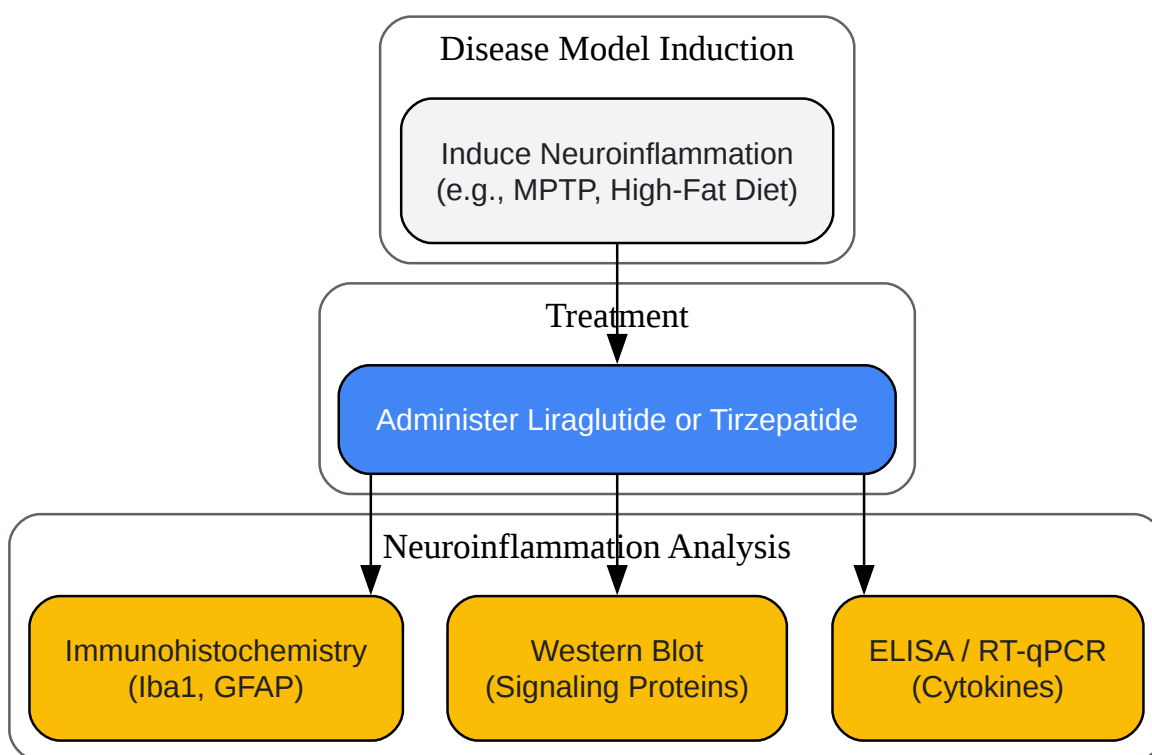 Disease Model Induction
Induce Neuroinflammation
(e.g., MPTP, High-Fat Diet)
Treatment
Administer Liraglutide or Tirzepatide
Neuroinflammation Analysis
Immunohistochemistry
(Iba1, GFAP)
Western Blot
(Signaling Proteins)
ELISA / RT-qPCR
(Cytokines)